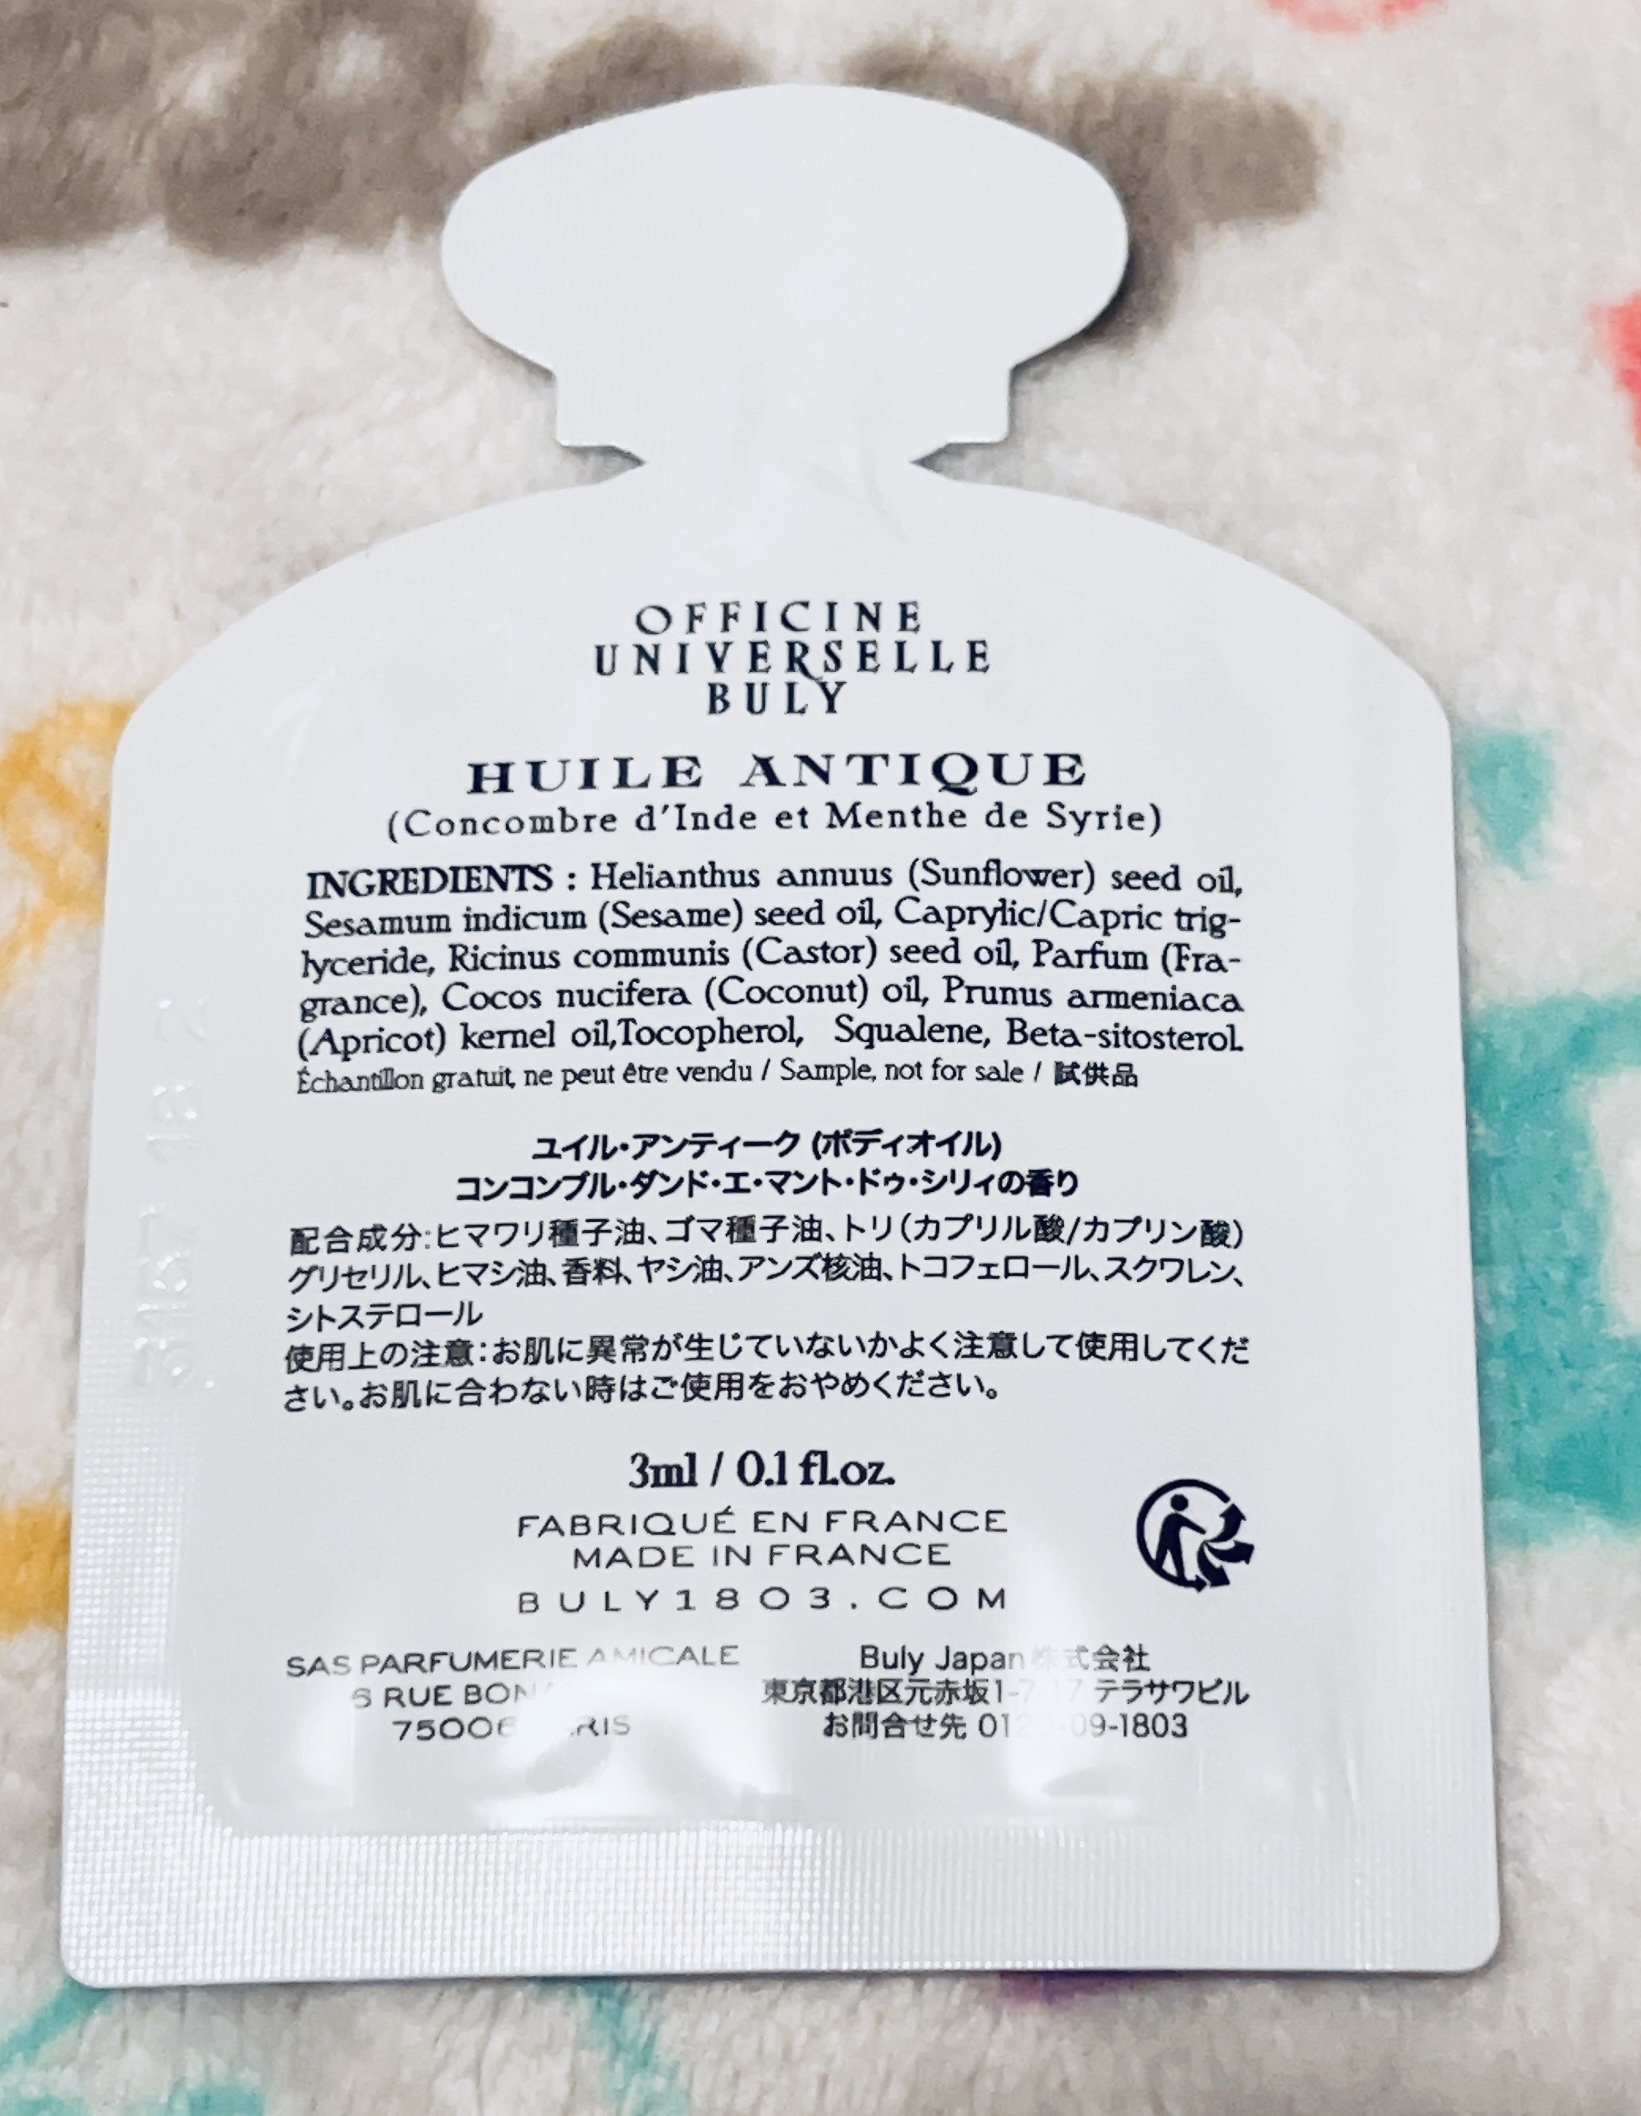 OFFICINE
UNIVERSELLE
BULY
HUILE ANTIQUE
(Concombre d'Inde et Menthe de Syrie)
INGREDIENTS : Helianthus annuus (Sunflower) seed oil,
Sesamum indicum (Sesame) seed oil, Caprylic/Capric trig-
lyceride, Ricinus communis (Castor) seed oil, Parfum (Fra-
grance), Cocos nucifera (Coconut) oil, Prunus armeniaca
(Apricot) kernel oil,Tocopherol, Squalene, Beta-sitosterol.
Échantillon gratuit, ne peut être vendu / Sample, not for sale / 試供品
ユイル・アンティーク (ボディオイル)
コンコンブル・ダンド・エ・マント・ドゥ・シリィの香り
配合成分:ヒマワリ種子油、ゴマ種子油、トリ(カプリル酸/カプリン酸)
グリセリル、ヒマシ油、香料、ヤシ油、アンズ核油、トコフェロール、スクワレン、
シトステロール
使用上の注意:お肌に異常が生じていないかよく注意して使用してくだ
さい。お肌に合わない時はご使用をおやめください。
3ml / 0.1 fl.oz.
FABRIQUÉ EN FRANCE
MADE IN FRANCE
BULY1803.COM
SAS PARFUMERIE AMICALE
6 RUE
Buly Japan 株式会社
東京都港区元赤坂 テラサワビル
お問合せ先